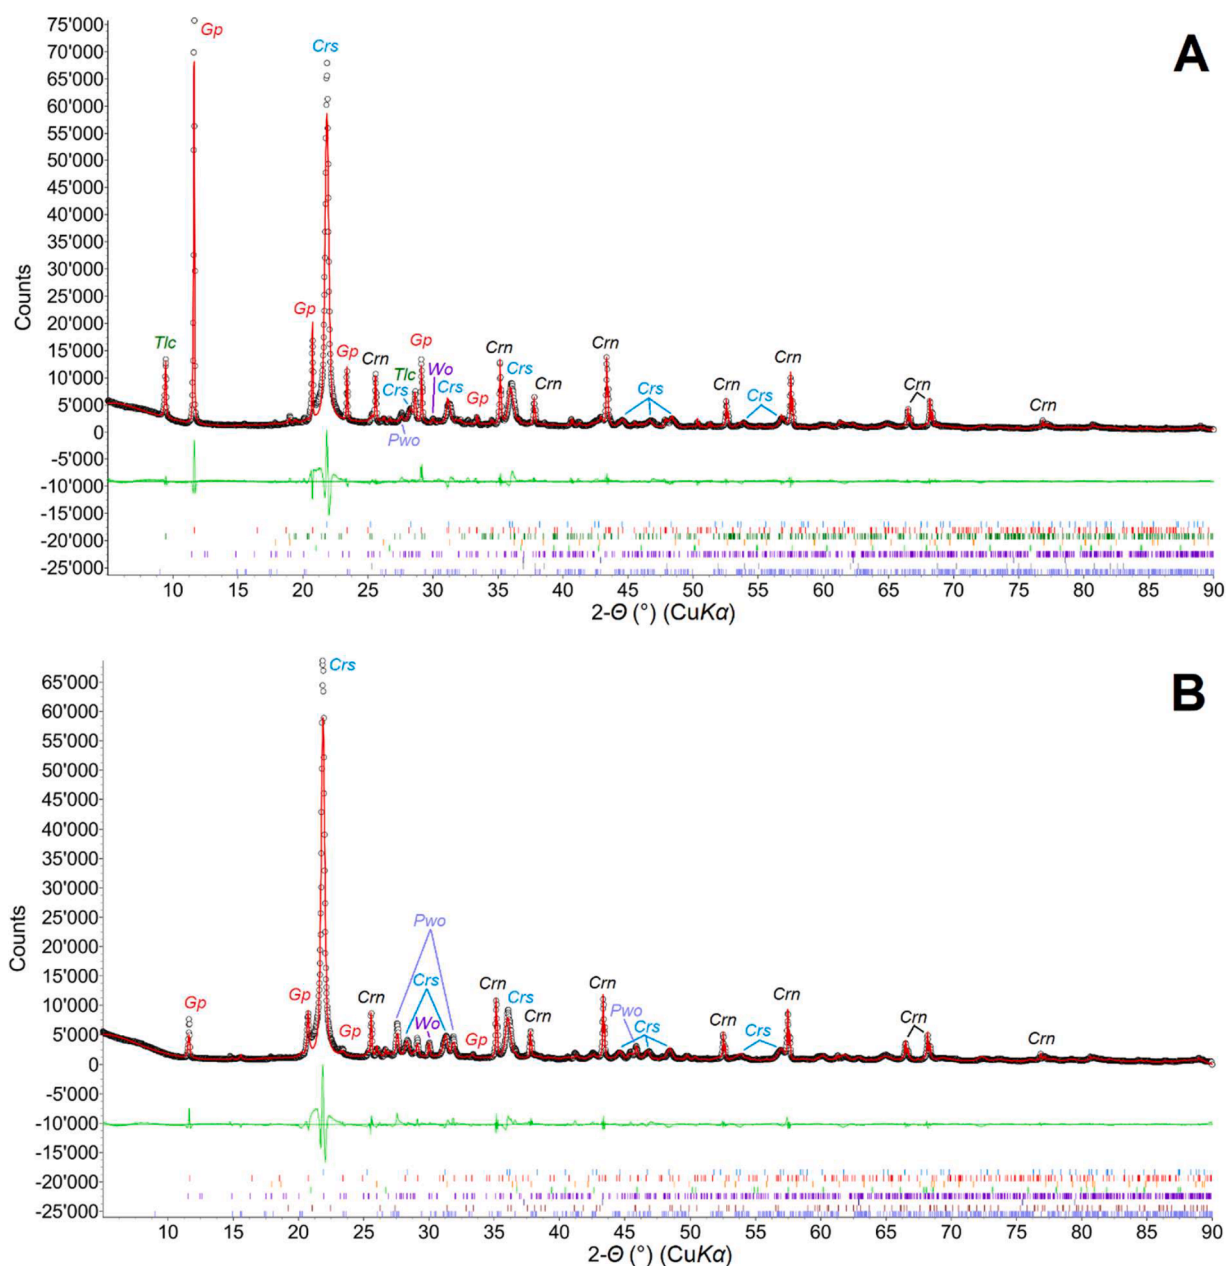 A
75'000
70'000
65'000
60'000
55'000
50'000
45'000
40'000
35'000
30'000
25'000
20'000
15'000
10'000
5'000
0
-5'000
-10'000
-15'000
-20'000
-25'000
Counts
Gp
Crs
Gp
Tlc
Gp
Crn
Crs
Tlc
Pwo
Gp
Wo
Crs
Gp
Crn
Crs
Crn
Crn
Crs
Crn
Crs
Crn
Crn
Crn
10 15 20 25 30 35 40 45 50 55 60 65 70 75 80 85 90
2-Θ (°) (CuKα)
B
65'000
60'000
55'000
50'000
45'000
40'000
35'000
30'000
25'000
20'000
15'000
10'000
5'000
0
-5'000
-10'000
-15'000
-20'000
-25'000
Counts
Crs
Gp
Gp
Gp
Crn
Pwo
Crs
Wo
Gp
Crn
Crs
Crn
Crn
Pwo
Crs
Crn
Crs
Crn
Crn
Crn
10 15 20 25 30 35 40 45 50 55 60 65 70 75 80 85 90
2-Θ (°) (CuKα)